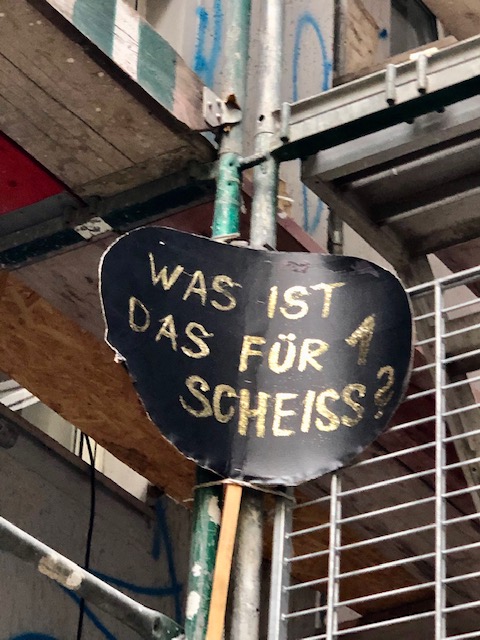 WAS IST
DAS FÜR 1
SCHEISS?